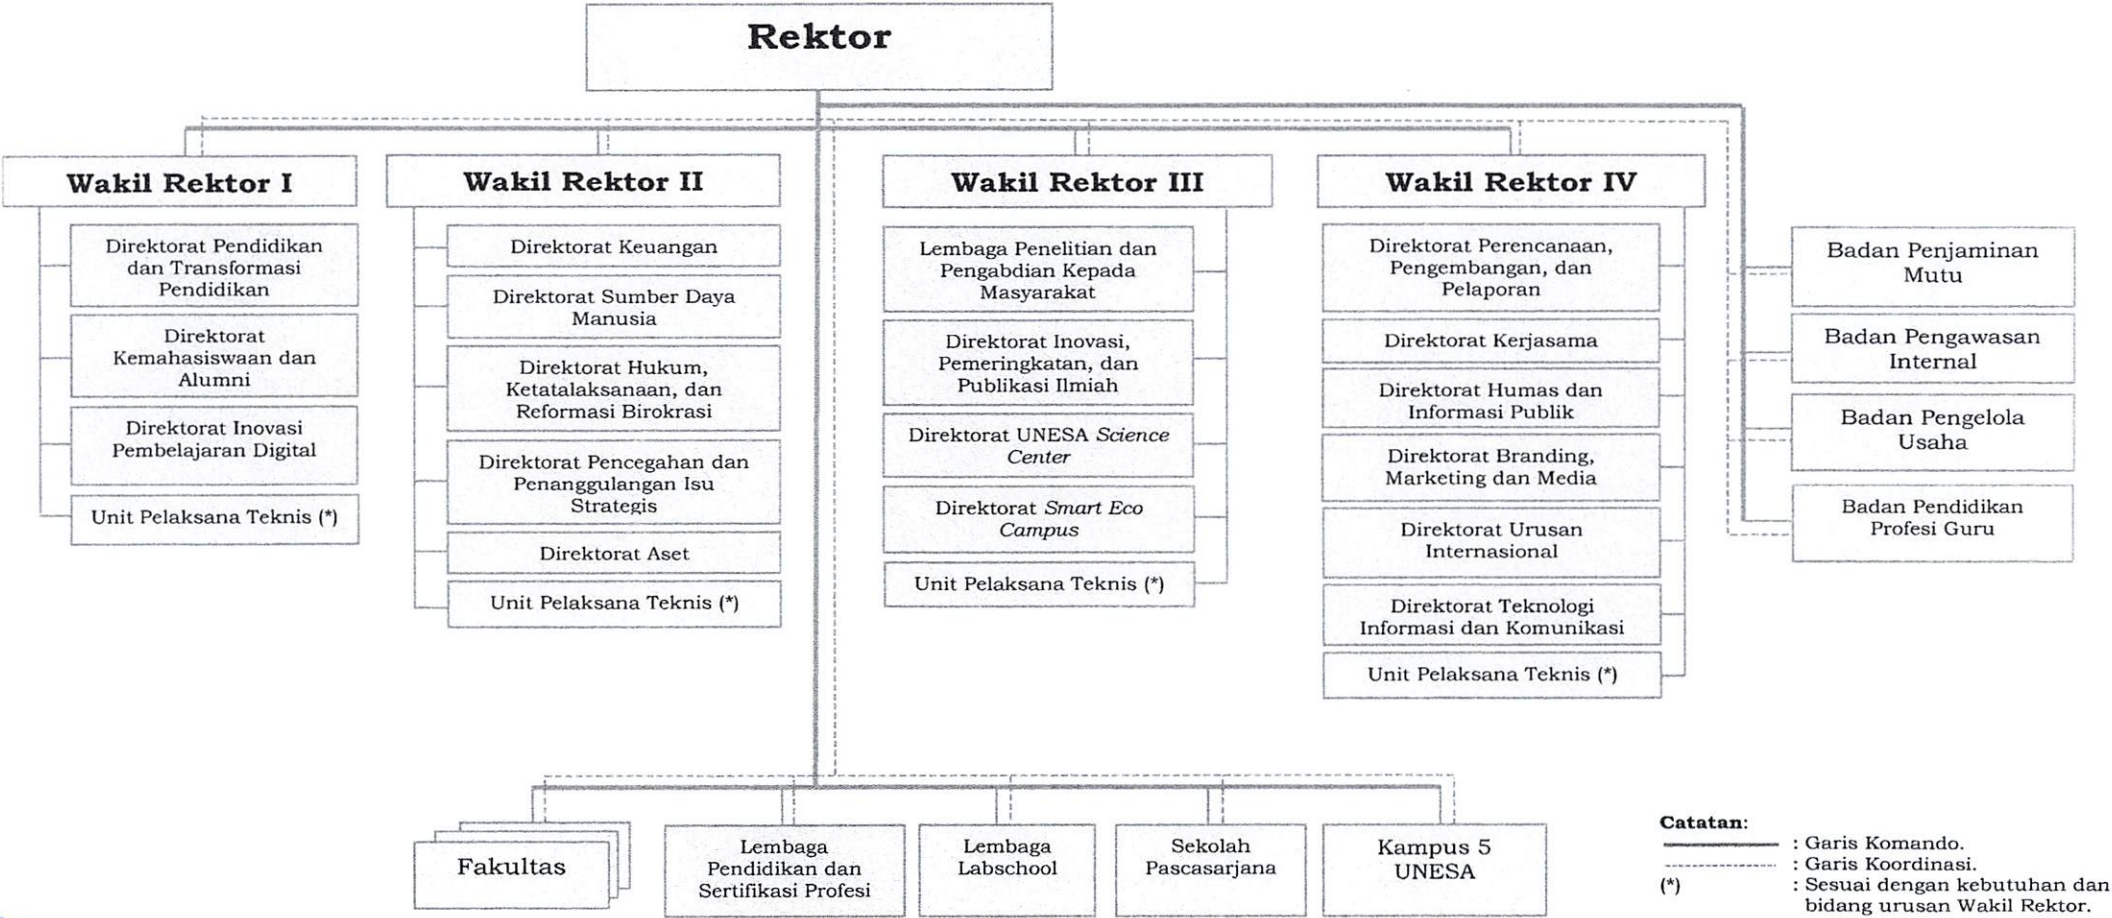 Rektor
Wakil Rektor I
Direktorat Pendidikan
dan Transformasi
Pendidikan
Direktorat
Kemahasiswaan dan
Alumni
Direktorat Inovasi
Pembelajaran Digital
Unit Pelaksana Teknis (*)
Wakil Rektor II
Direktorat Keuangan
Direktorat Sumber Daya
Manusia
Direktorat Hukum,
Ketatalaksanaan, dan
Reformasi Birokrasi
Direktorat Pencegahan dan
Penanggulangan Isu
Strategis
Direktorat Aset
Unit Pelaksana Teknis (*)
Wakil Rektor III
Lembaga Penelitian dan
Pengabdian Kepada
Masyarakat
Direktorat Inovasi,
Pemeringkatan, dan
Publikasi Ilmiah
Direktorat UNESA Science
Center
Direktorat Smart Eco
Campus
Unit Pelaksana Teknis (*)
Wakil Rektor IV
Direktorat Perencanaan,
Pengembangan, dan
Pelaporan
Direktorat Kerjasama
Direktorat Humas dan
Informasi Publik
Direktorat Branding,
Marketing dan Media
Direktorat Urusan
Internasional
Direktorat Teknologi
Informasi dan Komunikasi
Unit Pelaksana Teknis (*)
Badan Penjaminan
Mutu
Badan Pengawasan
Internal
Badan Pengelola
Usaha
Badan Pendidikan
Profesi Guru
Fakultas
Lembaga
Pendidikan dan
Sertifikasi Profesi
Lembaga
Labschool
Sekolah
Pascasarjana
Kampus 5
UNESA
Catatan:
: Garis Komando.
: Garis Koordinasi.
(*) : Sesuai dengan kebutuhan dan
bidang urusan Wakil Rektor.